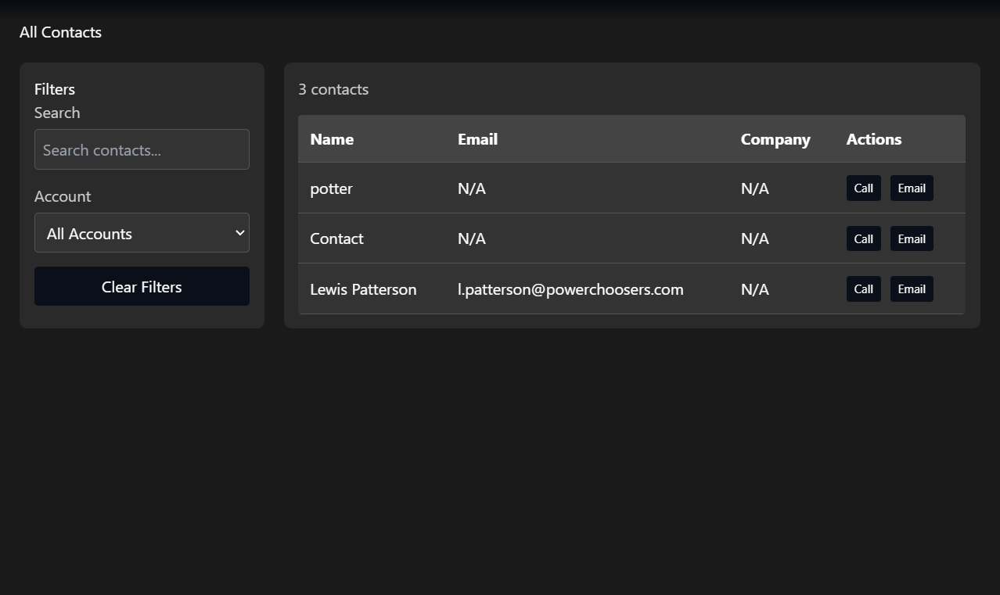 All Contacts
Filters
Search
Search contacts...
Account
All Accounts
Clear Filters
3 contacts
Name Email Company Actions
potter N/A N/A Call Email
Contact N/A N/A Call Email
Lewis Patterson l.patterson@powerchoosers.com N/A Call Email